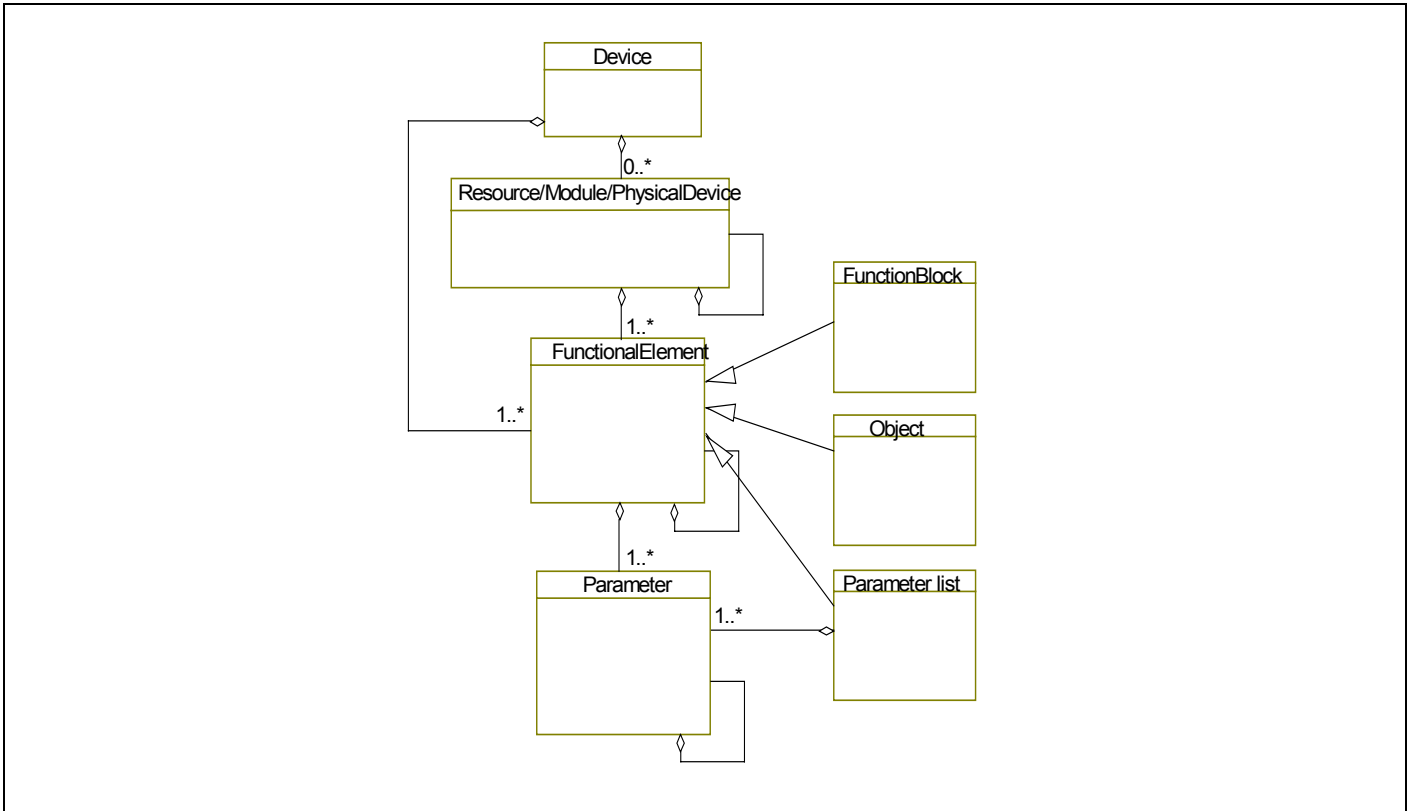 Device
0..*
Resource/Module/PhysicalDevice
FunctionBlock
1..*
FunctionalElement
1..*
Object
1..*
Parameter
Parameter list
1..*